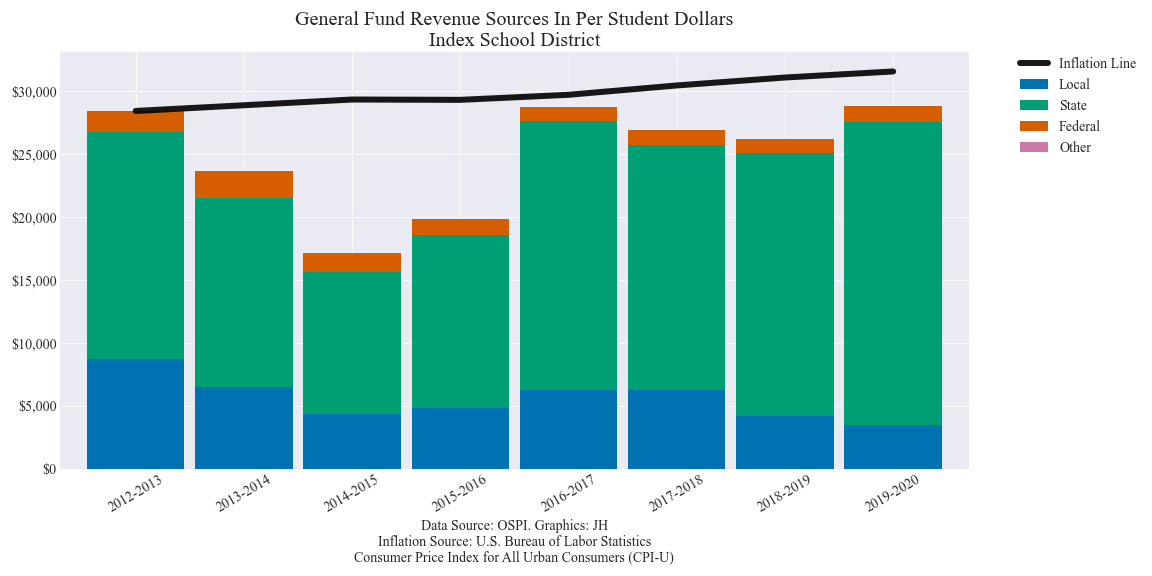 General Fund Revenue Sources In Per Student Dollars
Index School District
Inflation Line
Local
State
Federal
Other
$30,000
$25,000
$20,000
$15,000
$10,000
$5,000
$0
2012-2013
2013-2014
2014-2015
2015-2016
2016-2017
2017-2018
2018-2019
2019-2020
Data Source: OSPI. Graphics: JH
Inflation Source: U.S. Bureau of Labor Statistics
Consumer Price Index for All Urban Consumers (CPI-U)